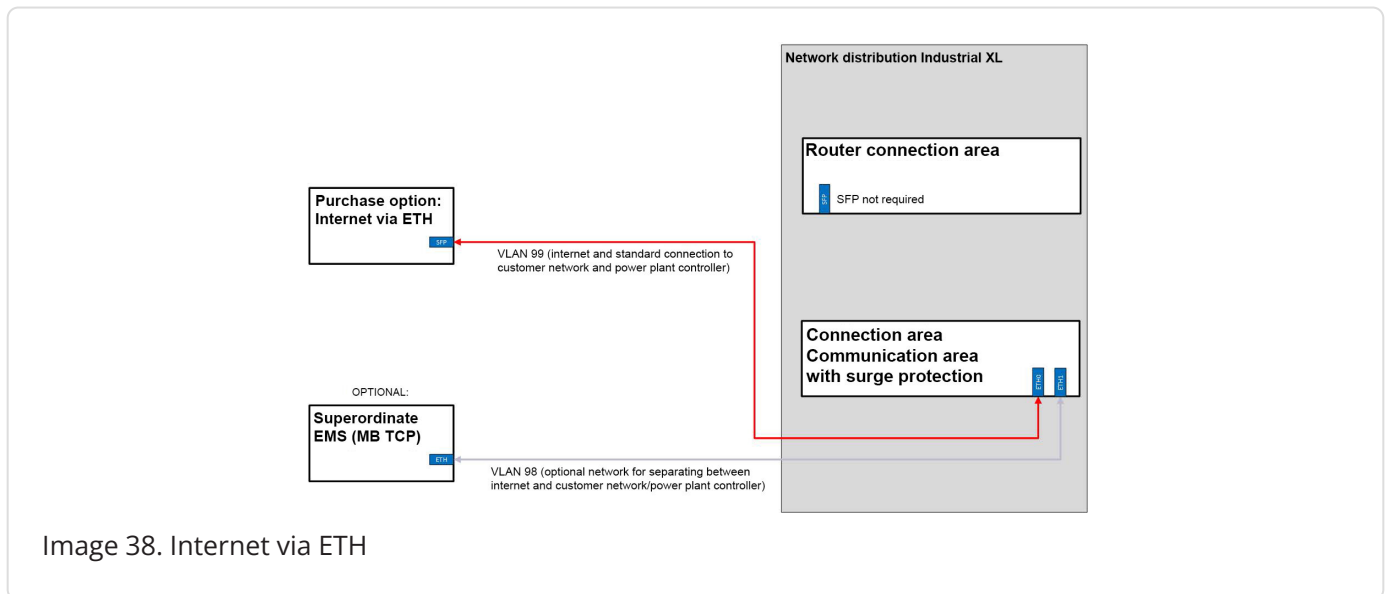 Network distribution Industrial XL
Router connection area
SFP
SFP not required
Purchase option:
Internet via ETH
SFP
VLAN 99 (internet and standard connection to
customer network and power plant controller)
Connection area
Communication area
with surge protection
ETH0
ETH1
OPTIONAL:
Superordinate
EMS (MB TCP)
ETH
VLAN 98 (optional network for separating between
internet and customer network/power plant controller)
Image 38. Internet via ETH